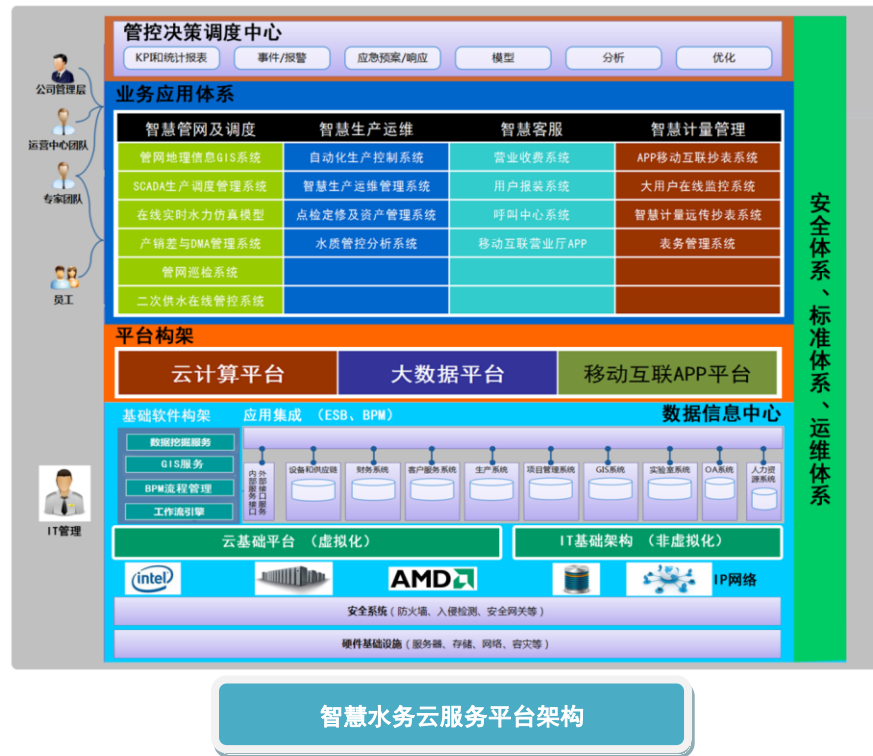 管控决策调度中心
KPI和统计报表
事件/报警
应急预案/响应
模型
分析
优化
公司管理层
运营中心团队
专家团队
员工
业务应用体系
智慧管网及调度
智慧生产运维
智慧客服
智慧计量管理
管网地理信息GIS系统
自动化生产控制系统
营业收费系统
APP移动互联抄表系统
SCADA生产调度管理系统
智慧生产运维管理系统
用户报装系统
大用户在线监控系统
在线实时水力仿真模型
点检定修及资产管理系统
呼叫中心系统
智慧计量远传抄表系统
产销差与DMA管理系统
水质管控分析系统
移动互联营业厅APP
表务管理系统
管网巡检系统
二次供水在线管控系统
安全体系、标准体系、运维体系
平台构架
云计算平台
大数据平台
移动互联APP平台
基础软件构架
应用集成 （ESB、BPM）
数据信息中心
数据挖掘服务
GIS服务
BPM流程管理
工作流引擎
内部服务接口
外部接口服务
设备和供应链
财务系统
客户服务系统
生产系统
项目管理系统
GIS系统
实验室系统
OA系统
人力资
源系统
IT管理
云基础平台 （虚拟化）
IT基础架构 （非虚拟化）
intel
AMD
IP网络
安全系统（防火墙、入侵检测、安全网关等）
硬件基础设施（服务器、存储、网络、容灾等）
智慧水务云服务平台架构